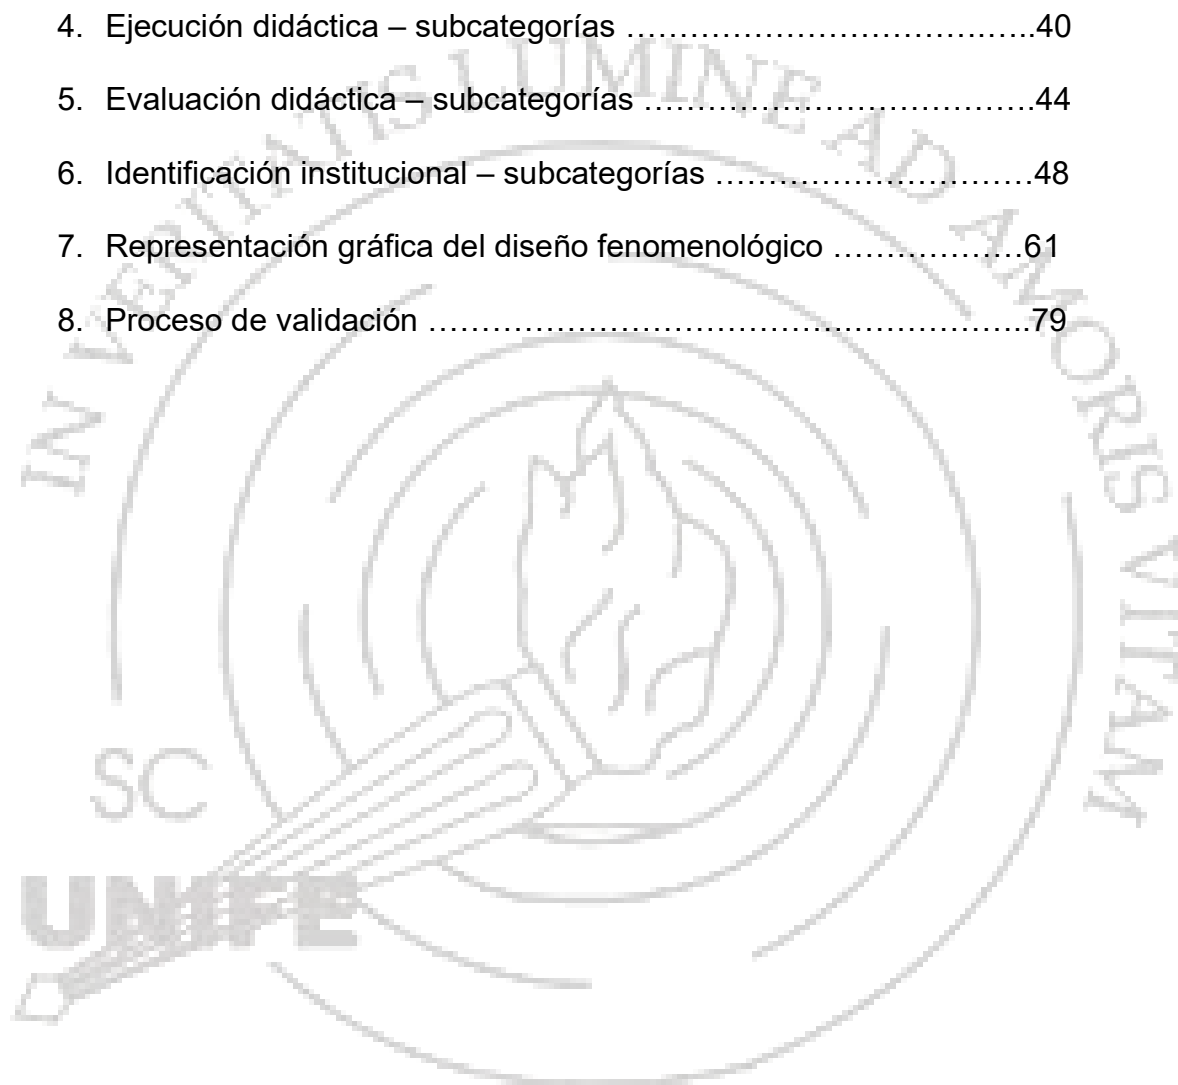 4. Ejecución didáctica – subcategorías ……………………………….40
5. Evaluación didáctica – subcategorías ……………………………….44
6. Identificación institucional – subcategorías …………………………48
7. Representación gráfica del diseño fenomenológico ………………61
8. Proceso de validación …………………………………………………79
IN VERITATIS LUMINE AD AMORIS VITAM
SC
UNIFE